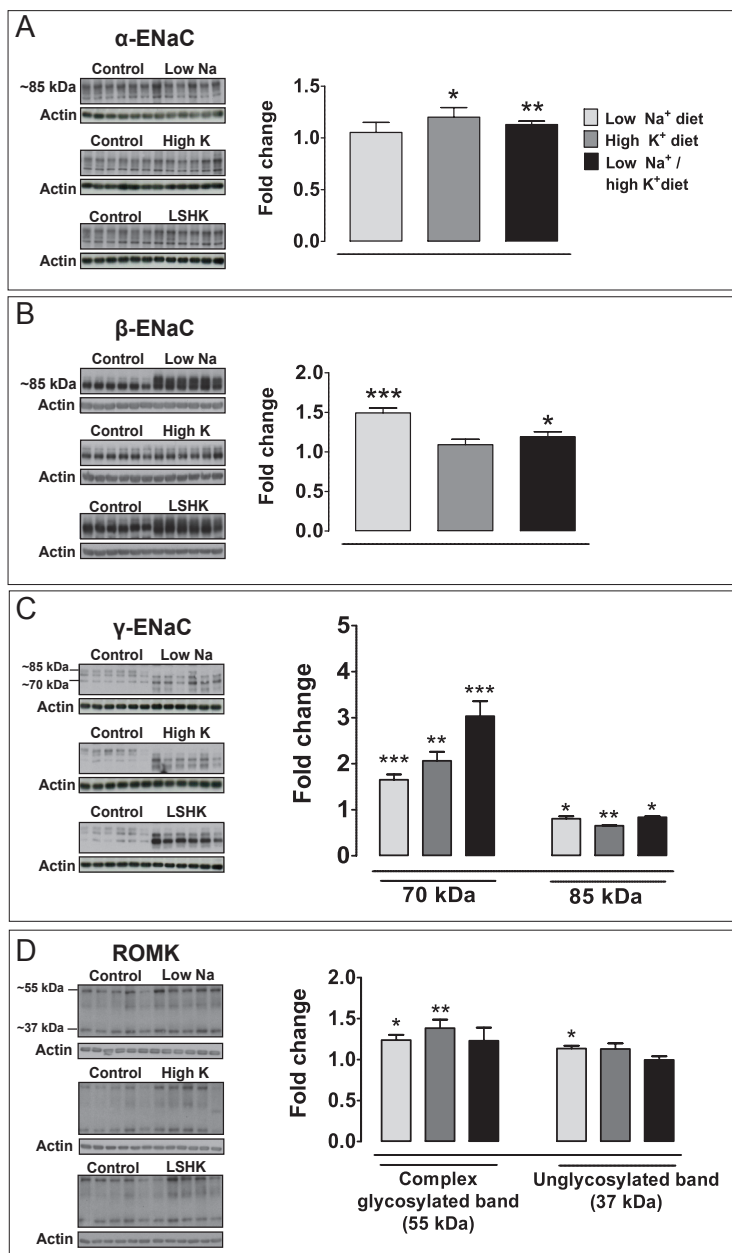 A
α-ENaC
Control Low Na
~85 kDa
Actin
Control High K
Actin
Control LSHK
Actin
Fold change
1.5
1.0
0.5
0.0
* **
Low Na+ diet
High K+ diet
Low Na+ /
high K+diet
B
β-ENaC
Control Low Na
~85 kDa
Actin
Control High K
Actin
Control LSHK
Actin
Fold change
2.0
1.5
1.0
0.5
0.0
*** *
C
γ-ENaC
Control Low Na
~85 kDa
~70 kDa
Actin
Control High K
Actin
Control LSHK
Actin
Fold change
5
4
3
2
1
0
*** ** *** * ** *
70 kDa 85 kDa
D
ROMK
Control Low Na
~55 kDa
~37 kDa
Actin
Control High K
Actin
Control LSHK
Actin
Fold change
2.0
1.5
1.0
0.5
0.0
* ** *
Complex
glycosylated band
(55 kDa)
Unglycosylated band
(37 kDa)